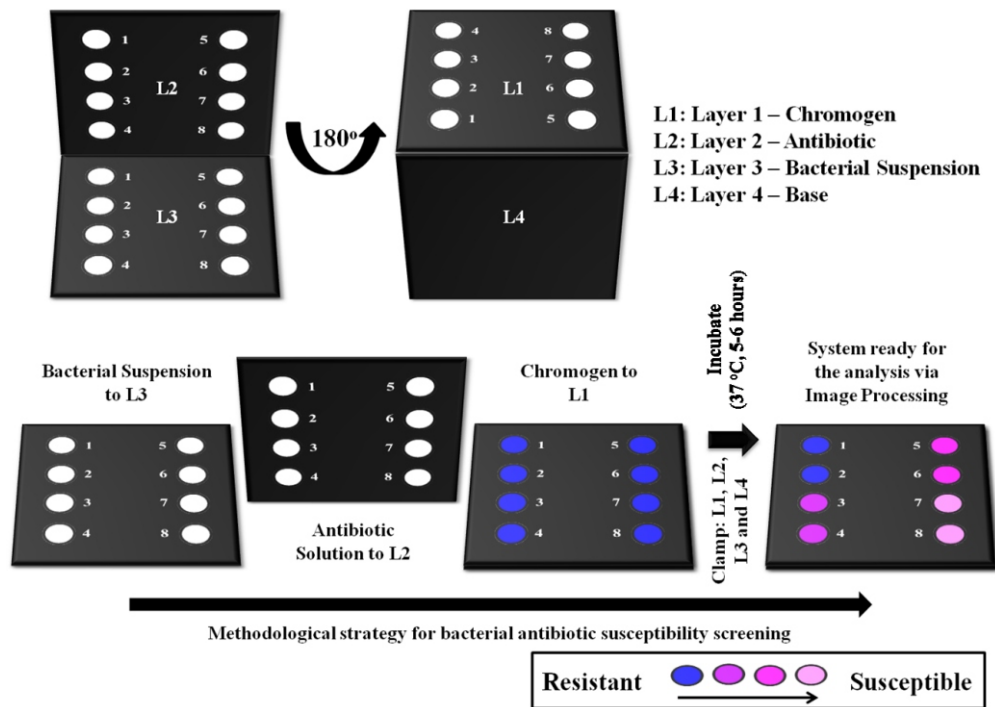 1 5
2 6
L2
3 7
4 8
1 5
2 6
L3
3 7
4 8
180º
4 8
3 7
L1
2 6
1 5
L4
L1: Layer 1 – Chromogen
L2: Layer 2 – Antibiotic
L3: Layer 3 – Bacterial Suspension
L4: Layer 4 – Base
Bacterial Suspension
to L3
1 5
2 6
3 7
4 8
1 5
2 6
3 7
4 8
Antibiotic
Solution to L2
Chromogen to
L1
1 5
2 6
3 7
4 8
Incubate
(37 ºC, 5-6 hours)
Clamp: L1, L2,
L3 and L4
System ready for
the analysis via
Image Processing
1 5
2 6
3 7
4 8
Methodological strategy for bacterial antibiotic susceptibility screening
Resistant Susceptible